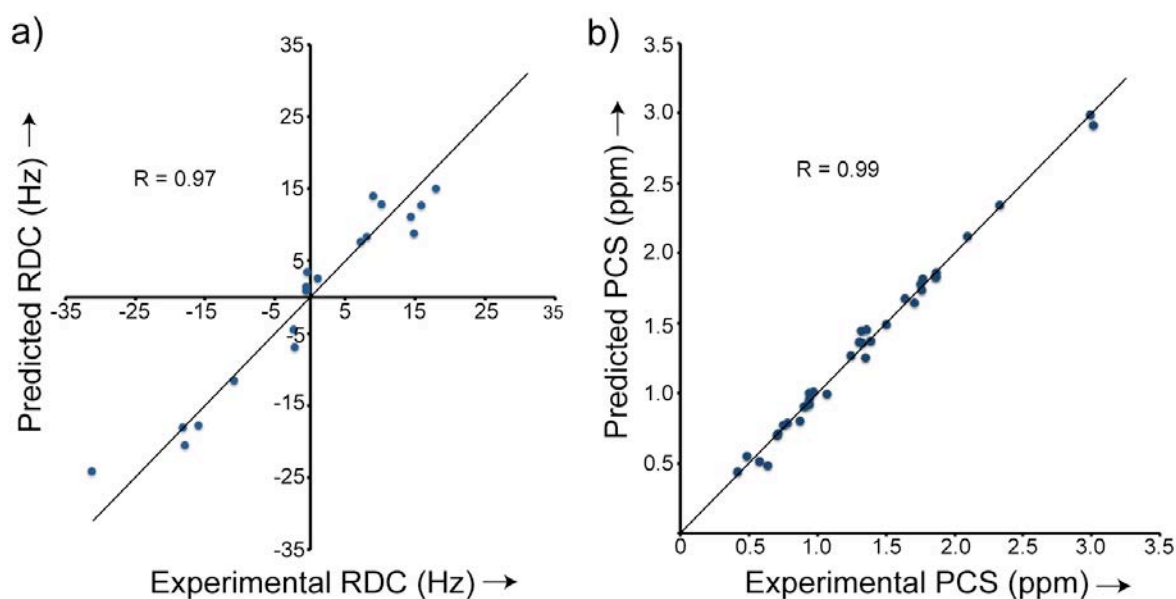 a)
Predicted RDC (Hz) →
35
25
15
5
-5
-15
-25
-35
R = 0.97
-35 -25 -15 -5 5 15 25 35
Experimental RDC (Hz) →
b)
Predicted PCS (ppm) →
3.5
3.0
2.5
2.0
1.5
1.0
0.5
R = 0.99
0 0.5 1.0 1.5 2.0 2.5 3.0 3.5
Experimental PCS (ppm) →